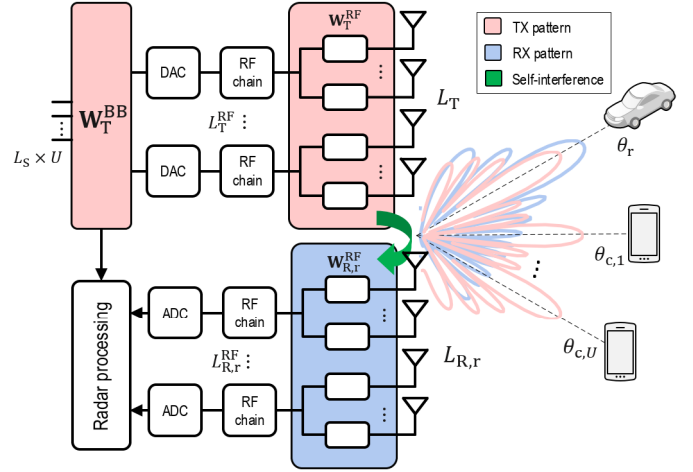 W_T^RF
TX pattern
RX pattern
Self-interference
DAC
RF
chain
W_T^BB
L_T
L_T^RF ⋮
θ_r
L_S × U
DAC
RF
chain
θ_c,1
W_R,r^RF
Radar processing
ADC
RF
chain
L_R,r^RF ⋮
L_R,r
θ_c,U
ADC
RF
chain